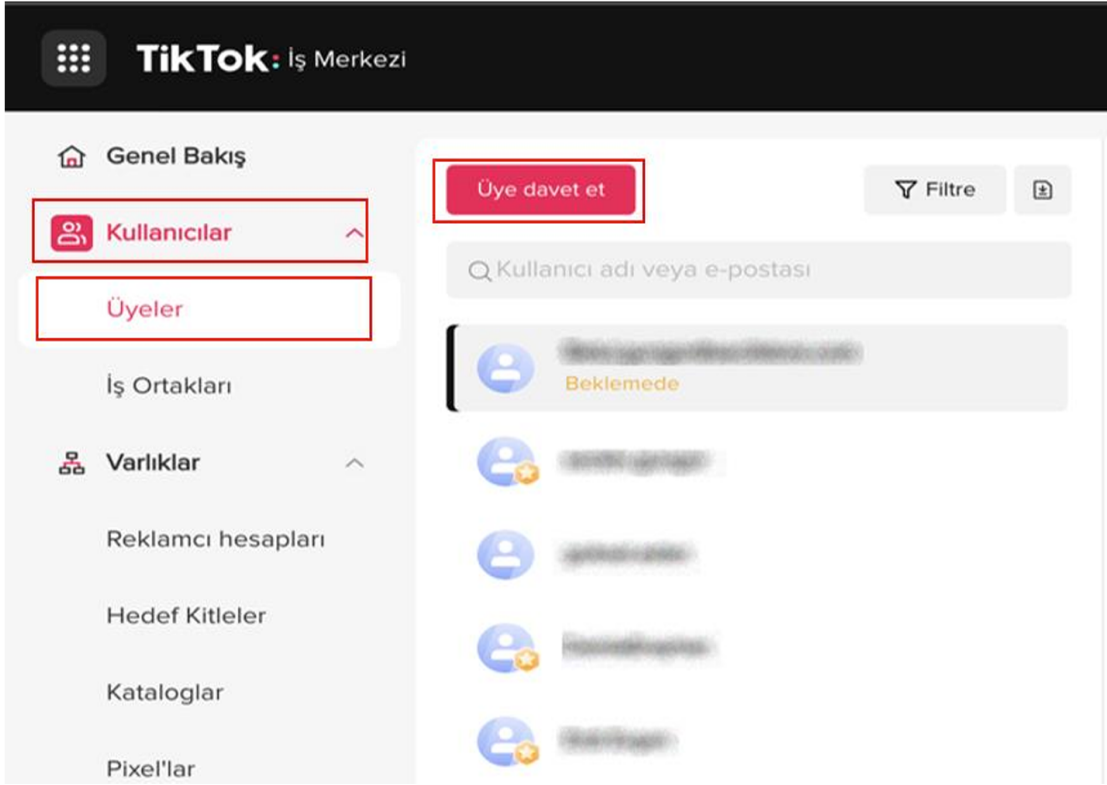 TikTok: İş Merkezi
Genel Bakış
Kullanıcılar
Üyeler
İş Ortakları
Varlıklar
Reklamcı hesapları
Hedef Kitleler
Kataloglar
Pixel'lar
Üye davet et
Filtre
Kullanıcı adı veya e-postası
Beklemede